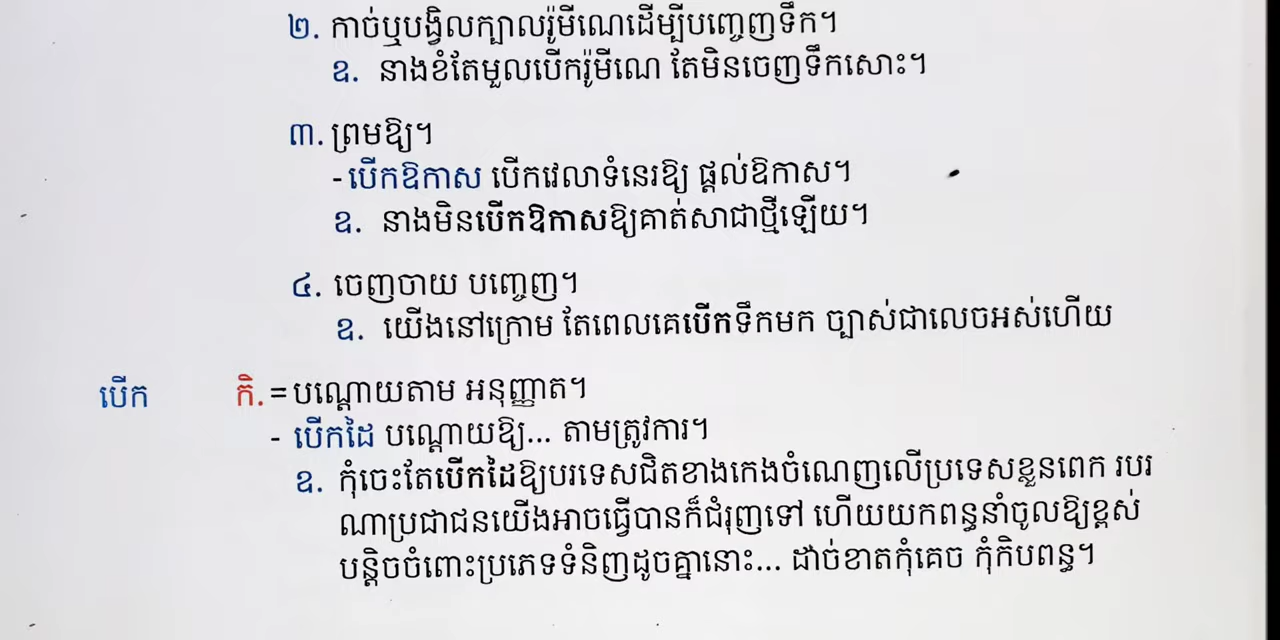 ២. កាច់ឬបង្វិលក្បាលរ៉ូមីណេដើម្បីបញ្ចេញទឹក។
ឧ. នាងខំតែមួលបើករ៉ូមីណេ តែមិនចេញទឹកសោះ។
៣. ព្រមឱ្យ។
- បើកឱកាស បើកវេលាទំនេរឱ្យ ផ្តល់ឱកាស។
ឧ. នាងមិនបើកឱកាសឱ្យគាត់សាជាថ្មីឡើយ។
៤. ចេញចាយ បញ្ចេញ។
ឧ. យើងនៅក្រោម តែពេលគេបើកទឹកមក ច្បាស់ជាលេចអស់ហើយ
បើក កិ. = បណ្តោយតាម អនុញ្ញាត។
- បើកដៃ បណ្តោយឱ្យ... តាមត្រូវការ។
ឧ. កុំចេះតែបើកដៃឱ្យបរទេសជិតខាងកេងចំណេញលើប្រទេសខ្លួនពេក របរ
ណាប្រជាជនយើងអាចធ្វើបានក៏ជំរុញទៅ ហើយយកពន្ធនាំចូលឱ្យខ្ពស់
បន្តិចចំពោះប្រភេទទំនិញដូចគ្នានោះ... ដាច់ខាតកុំគេច កុំកិបពន្ធ។